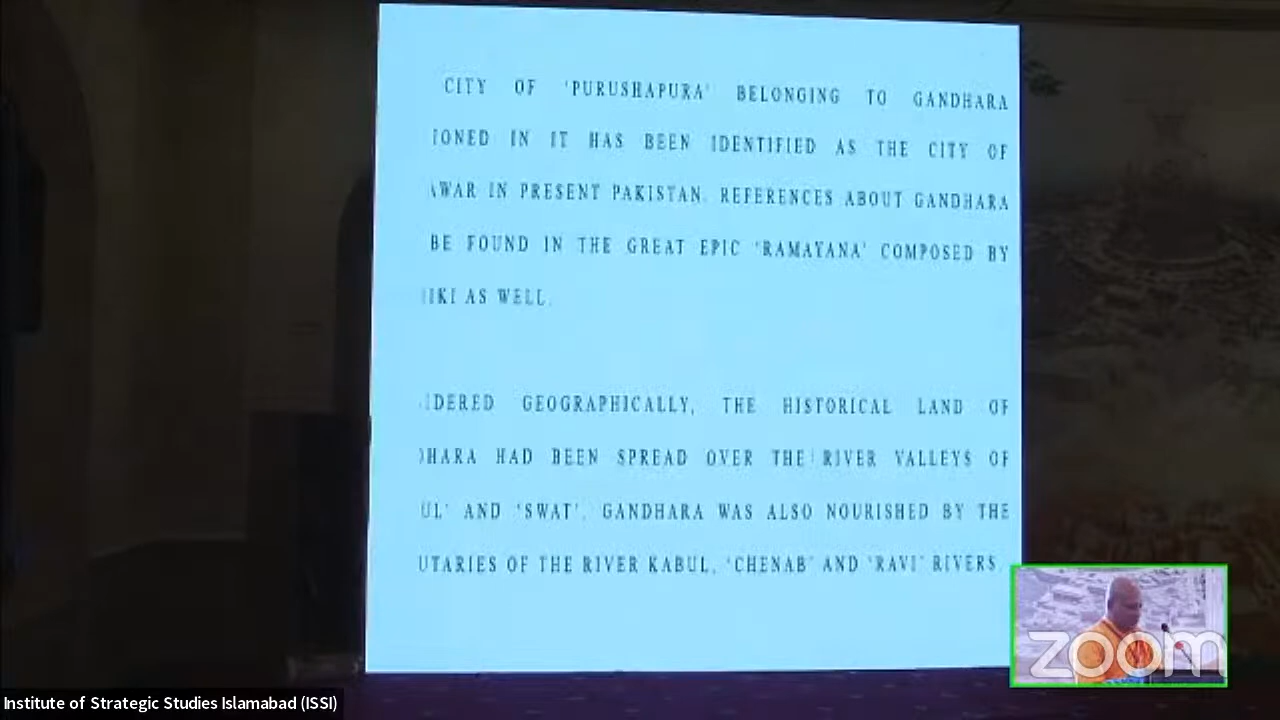 CITY OF 'PURUSHAPURA' BELONGING TO GANDHARA
IONED IN IT HAS BEEN IDENTIFIED AS THE CITY OF
AWAR IN PRESENT PAKISTAN. REFERENCES ABOUT GANDHARA
BE FOUND IN THE GREAT EPIC 'RAMAYANA' COMPOSED BY
IKI AS WELL.
IDERED GEOGRAPHICALLY, THE HISTORICAL LAND OF
HARA HAD BEEN SPREAD OVER THE RIVER VALLEYS OF
UL' AND 'SWAT'. GANDHARA WAS ALSO NOURISHED BY THE
UTARIES OF THE RIVER KABUL, 'CHENAB' AND 'RAVI' RIVERS.
zoom
Institute of Strategic Studies Islamabad (ISSI)